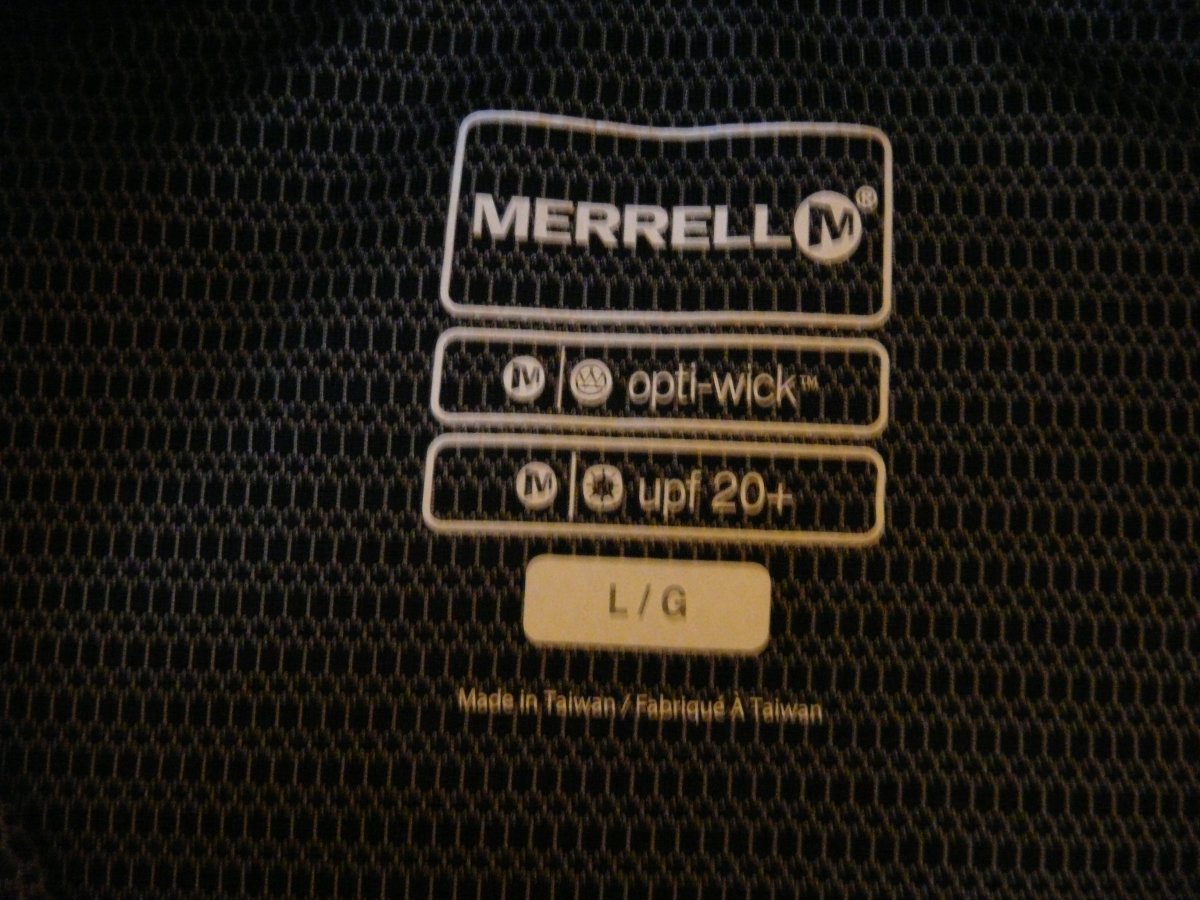 MERRELL M®
M opti-wick™
M upf 20+
L / G
Made in Taiwan / Fabriqué À Taiwan